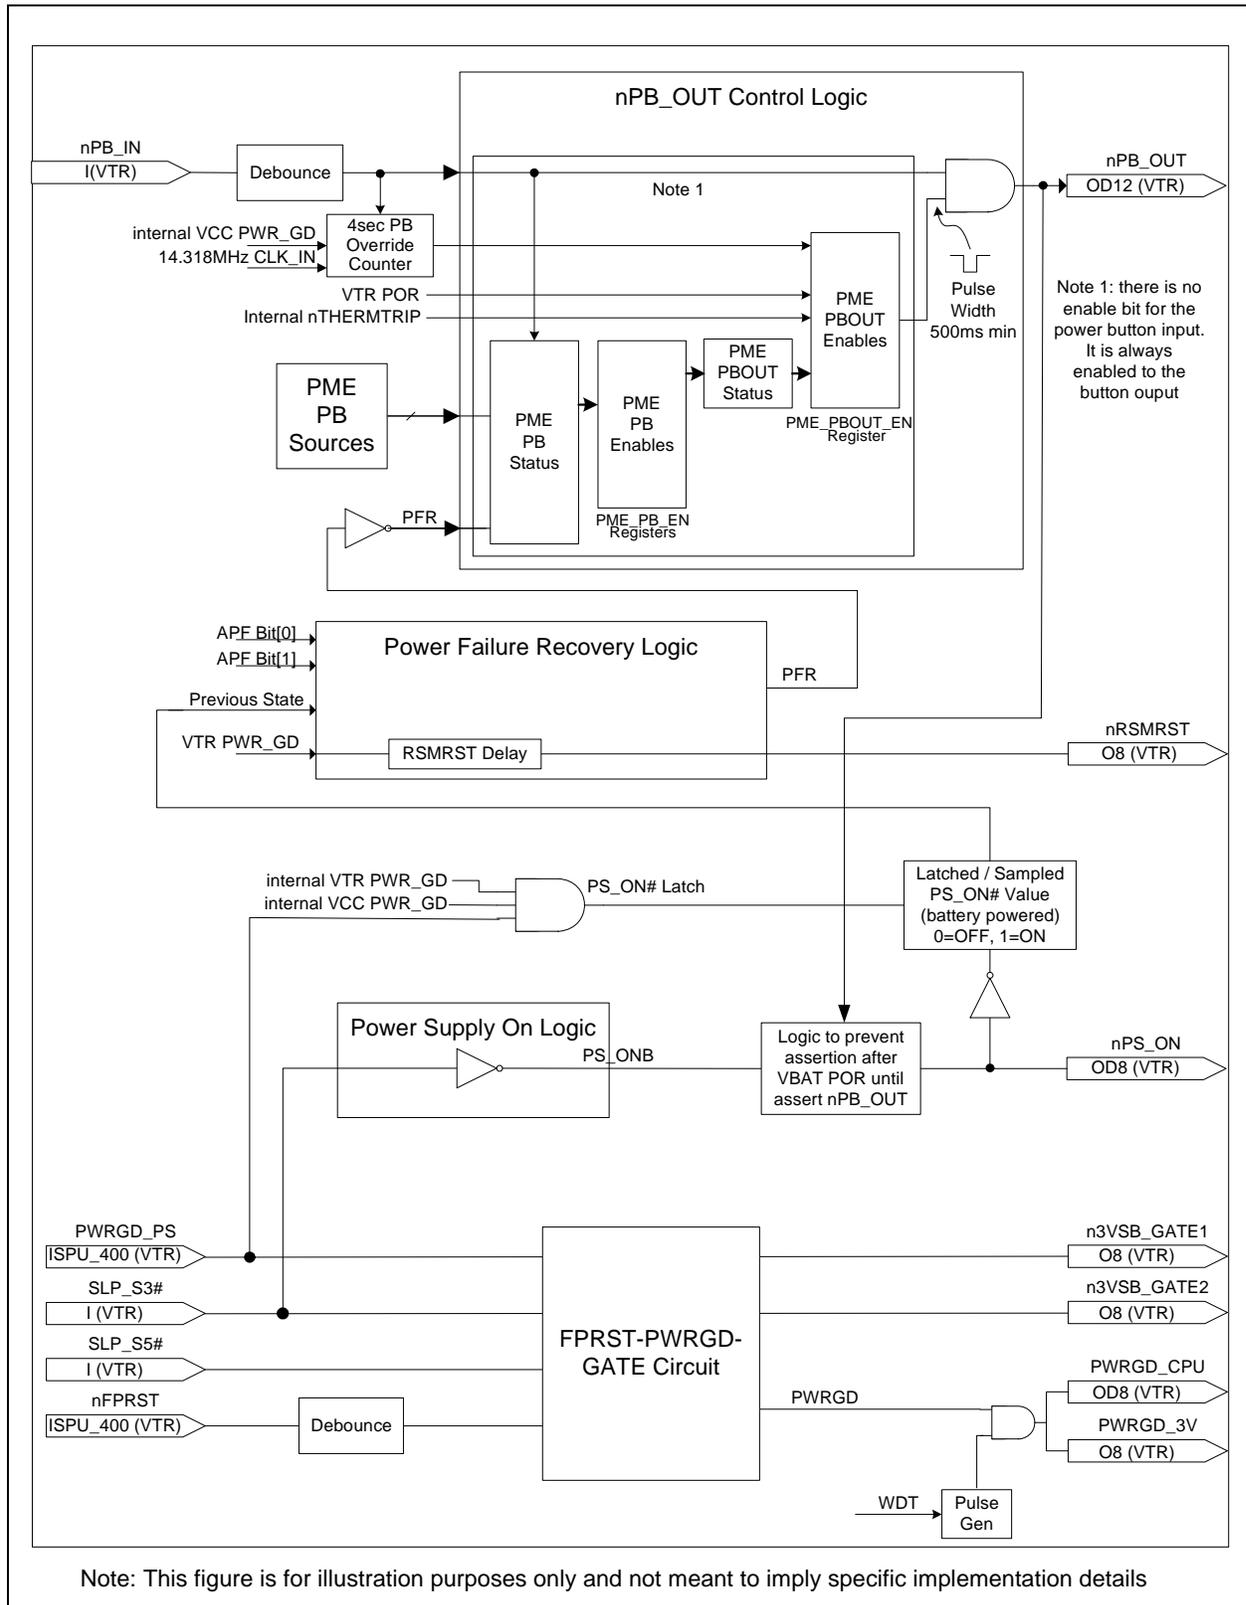 nPB_OUT Control Logic
nPB_IN
I(VTR)
Debounce
Note 1
nPB_OUT
OD12 (VTR)
internal VCC PWR_GD
14.318MHz CLK_IN
4sec PB
Override
Counter
VTR POR
Internal nTHERMTRIP
PME
PBOUT
Enables
PME_PBOUT_EN
Register
Pulse
Width
500ms min
Note 1: there is no
enable bit for the
power button input.
It is always
enabled to the
button ouput
PME
PB
Sources
PME
PB
Status
PME
PB
Enables
PME_PB_EN
Registers
PME
PBOUT
Status
PFR
APF Bit[0]
APF Bit[1]
Previous State
VTR PWR_GD
Power Failure Recovery Logic
RSMRST Delay
PFR
nRSMRST
O8 (VTR)
internal VTR PWR_GD
internal VCC PWR_GD
PS_ON# Latch
Latched / Sampled
PS_ON# Value
(battery powered)
0=OFF, 1=ON
Power Supply On Logic
PS_ONB
Logic to prevent
assertion after
VBAT POR until
assert nPB_OUT
nPS_ON
OD8 (VTR)
PWRGD_PS
ISPU_400 (VTR)
SLP_S3#
I (VTR)
SLP_S5#
I (VTR)
nFPRST
ISPU_400 (VTR)
Debounce
FPRST-PWRGD-
GATE Circuit
n3VSB_GATE1
O8 (VTR)
n3VSB_GATE2
O8 (VTR)
PWRGD
PWRGD_CPU
OD8 (VTR)
PWRGD_3V
O8 (VTR)
WDT
Pulse
Gen
Note: This figure is for illustration purposes only and not meant to imply specific implementation details